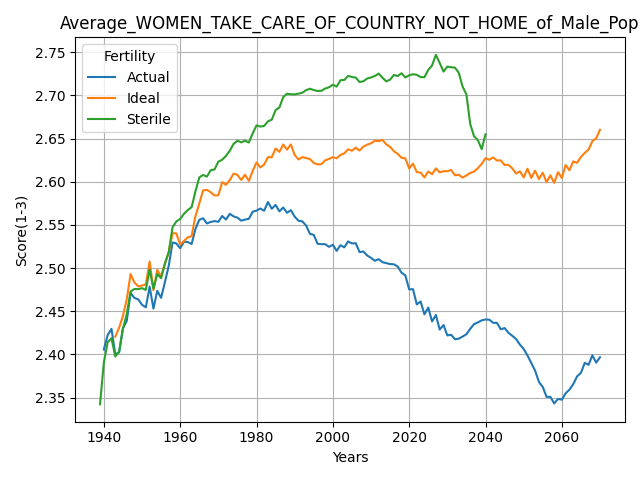 Average_WOMEN_TAKE_CARE_OF_COUNTRY_NOT_HOME_of_Male_Pop
Fertility
Actual
Ideal
Sterile
Score(1-3)
2.75
2.70
2.65
2.60
2.55
2.50
2.45
2.40
2.35
1940 1960 1980 2000 2020 2040 2060
Years